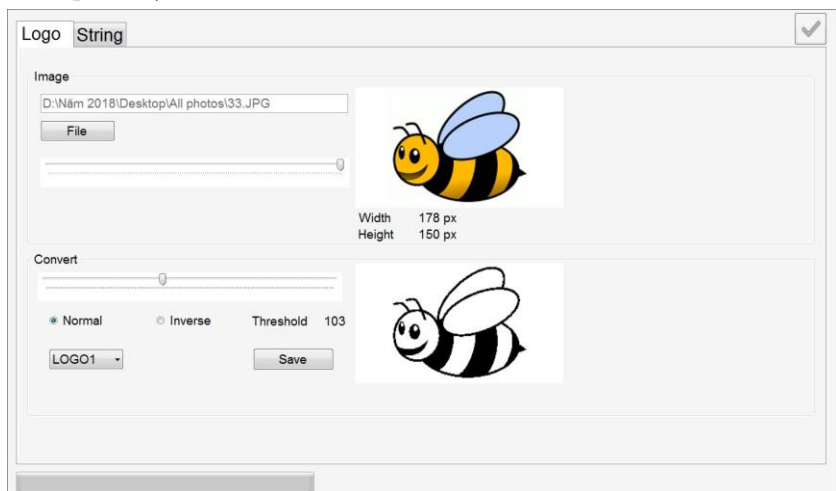 Logo String
Image
D:\Năm 2018\Desktop\All photos\33.JPG
File
Width 178 px
Height 150 px
Convert
Normal Inverse Threshold 103
LOGO1 Save